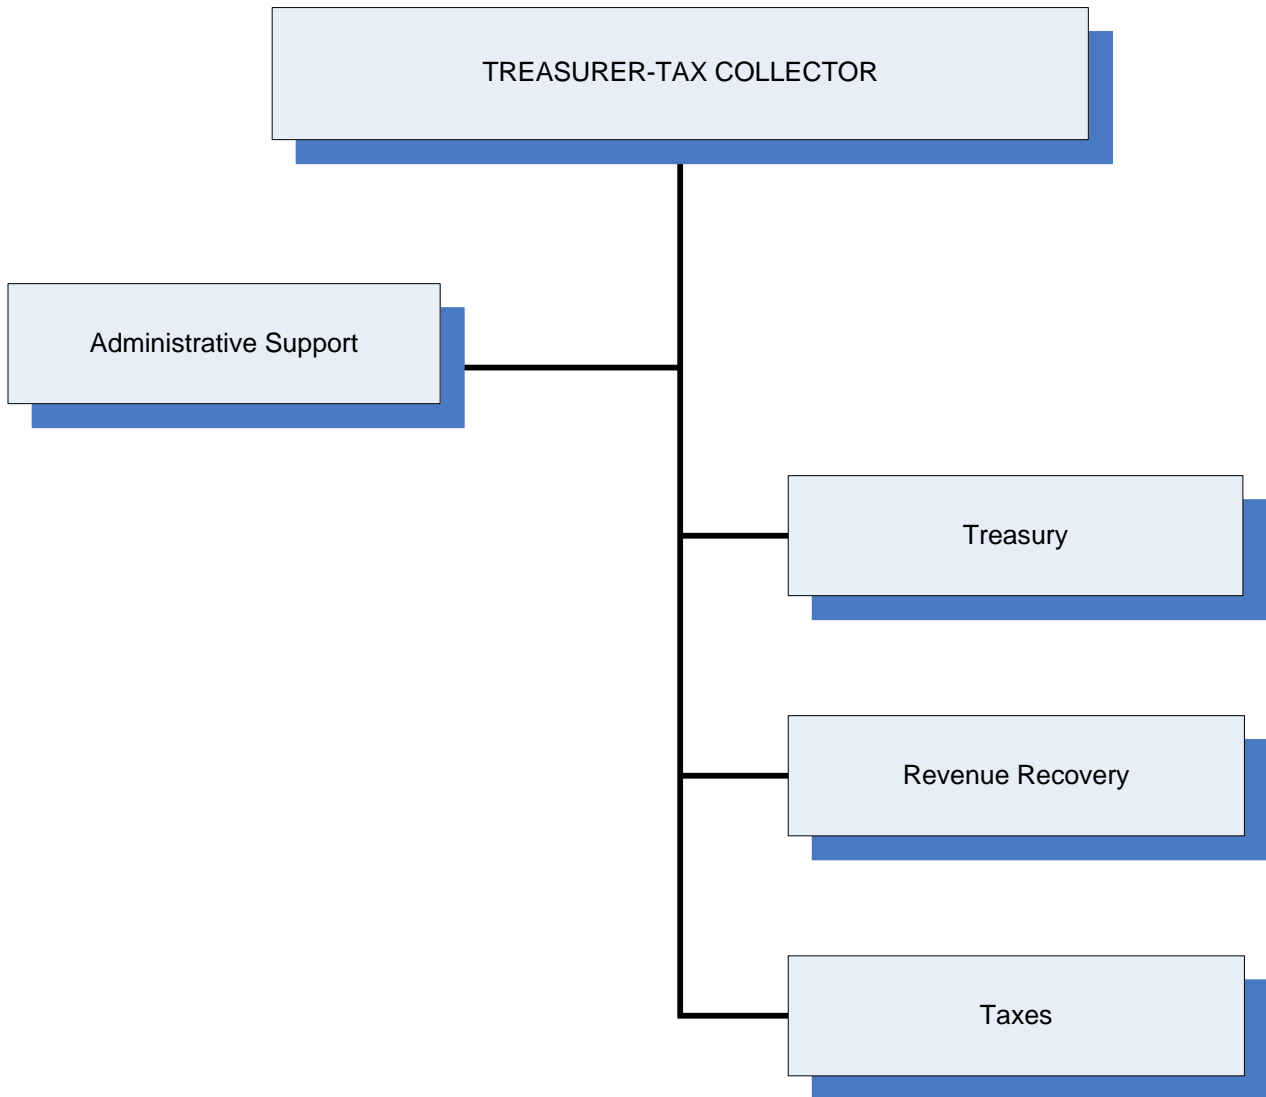 TREASURER-TAX COLLECTOR
Administrative Support
Treasury
Revenue Recovery
Taxes